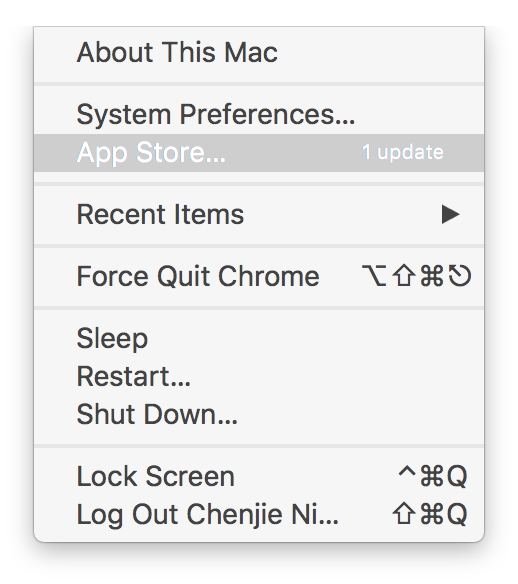 About This Mac
System Preferences...
App Store... 1 update
Recent Items ▶
Force Quit Chrome ⌥⇧⌘⎋
Sleep
Restart...
Shut Down...
Lock Screen ^⌘Q
Log Out Chenjie Ni... ⇧⌘Q